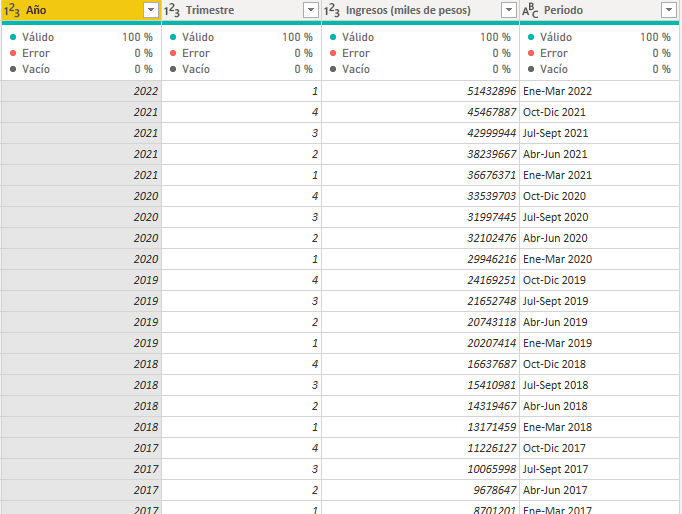 123 Año 123 Trimestre 123 Ingresos (miles de pesos) ABC Periodo
Válido 100 % Válido 100 % Válido 100 % Válido 100 %
Error 0 % Error 0 % Error 0 % Error 0 %
Vacío 0 % Vacío 0 % Vacío 0 % Vacío 0 %
2022 1 51432896 Ene-Mar 2022
2021 4 45467887 Oct-Dic 2021
2021 3 42999944 Jul-Sept 2021
2021 2 38239667 Abr-Jun 2021
2021 1 36676371 Ene-Mar 2021
2020 4 33539703 Oct-Dic 2020
2020 3 31997445 Jul-Sept 2020
2020 2 32102476 Abr-Jun 2020
2020 1 29946216 Ene-Mar 2020
2019 4 24169251 Oct-Dic 2019
2019 3 21652748 Jul-Sept 2019
2019 2 20743118 Abr-Jun 2019
2019 1 20207414 Ene-Mar 2019
2018 4 16637687 Oct-Dic 2018
2018 3 15410981 Jul-Sept 2018
2018 2 14319467 Abr-Jun 2018
2018 1 13171459 Ene-Mar 2018
2017 4 11226127 Oct-Dic 2017
2017 3 10065998 Jul-Sept 2017
2017 2 9678647 Abr-Jun 2017
2017 1 8701201 Ene-Mar 2017